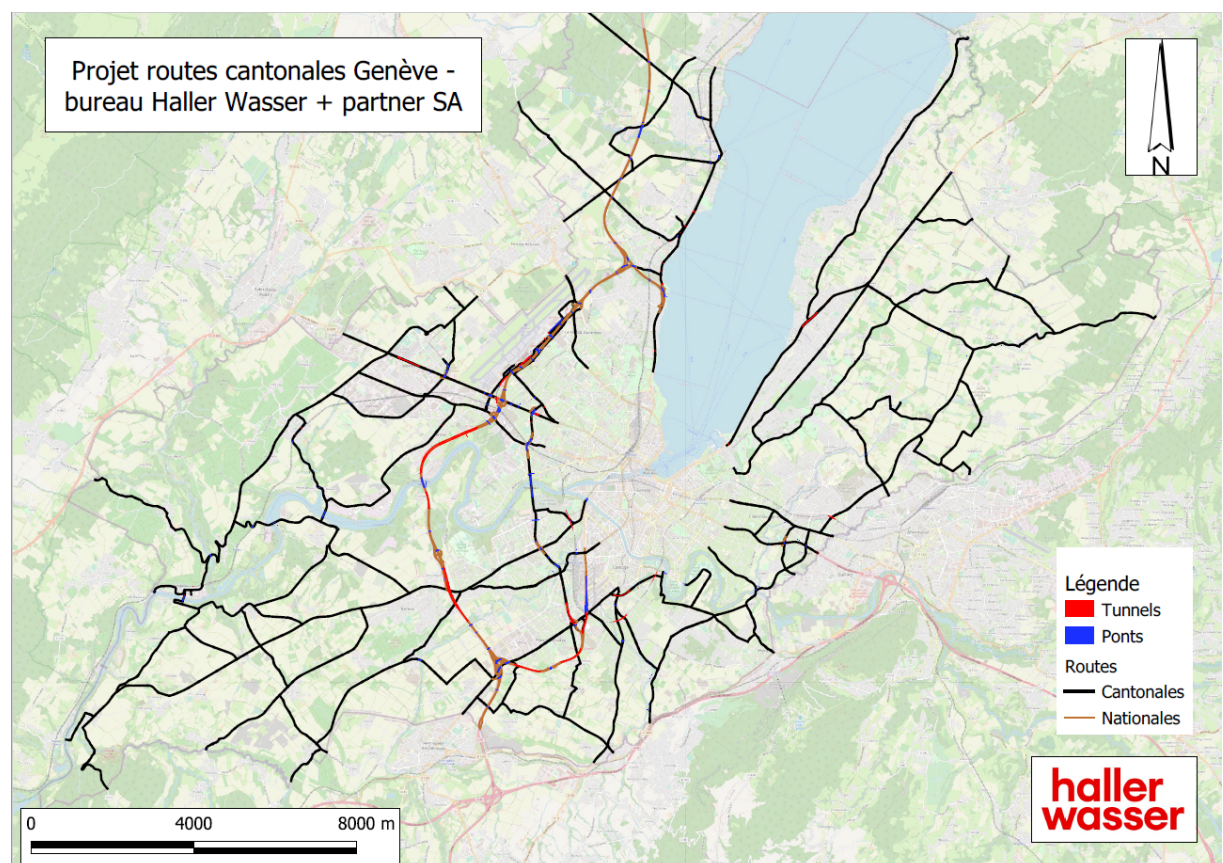 Projet routes cantonales Genève -
bureau Haller Wasser + partner SA
N
Légende
Tunnels
Ponts
Routes
Cantonales
Nationales
haller
wasser
0 4000 8000 m